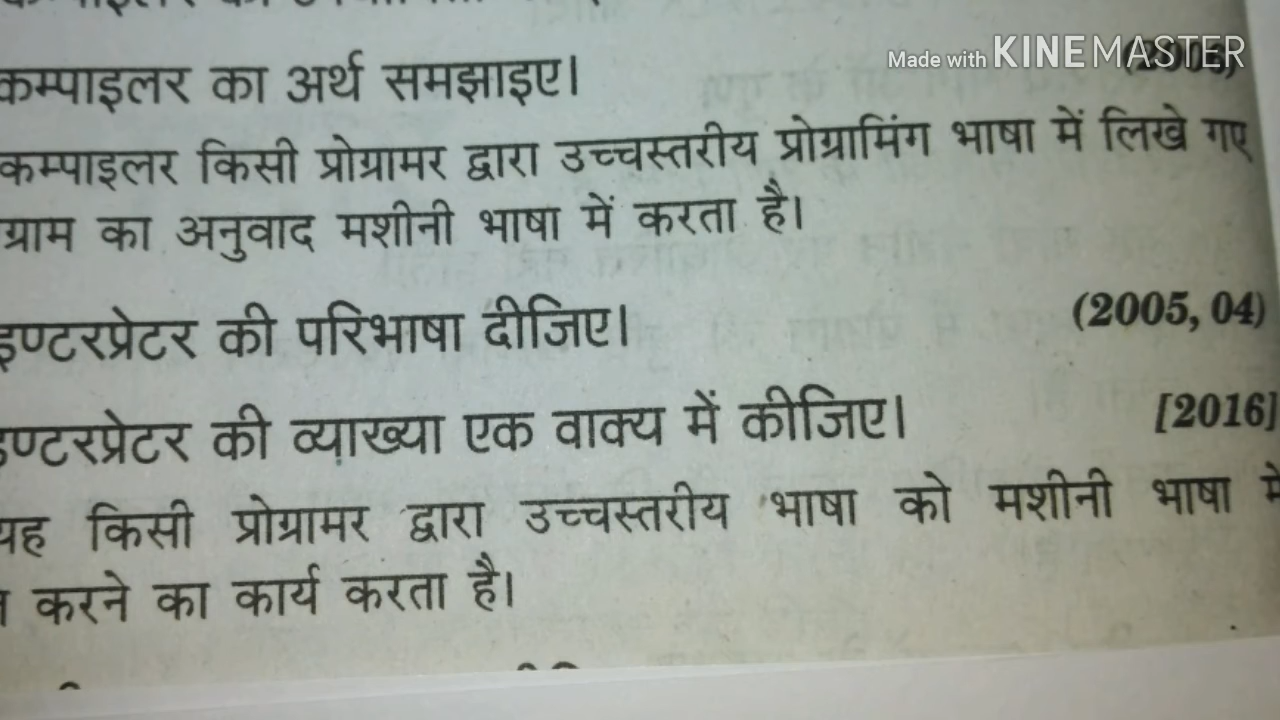 Made with KINEMASTER
कम्पाइलर का अर्थ समझाइए।
कम्पाइलर किसी प्रोग्रामर द्वारा उच्चस्तरीय प्रोग्रामिंग भाषा में लिखे गए
ग्राम का अनुवाद मशीनी भाषा में करता है।
इण्टरप्रेटर की परिभाषा दीजिए। (2005, 04)
इण्टरप्रेटर की व्याख्या एक वाक्य में कीजिए। [2016]
यह किसी प्रोग्रामर द्वारा उच्चस्तरीय भाषा को मशीनी भाषा में
करने का कार्य करता है।